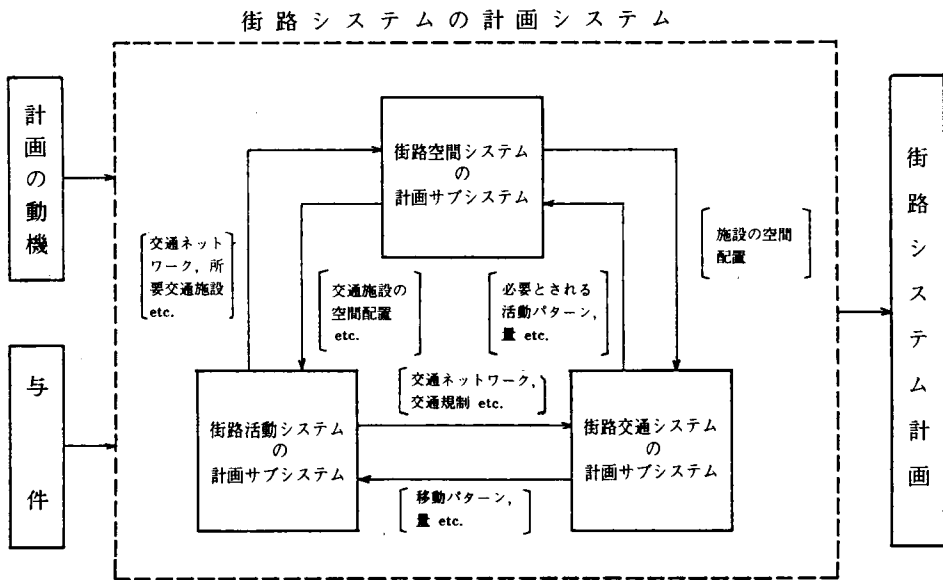 街路システムの計画システム
計画の動機
与件
街路空間システム
の
計画サブシステム
交通ネット
ワーク，所
要交通施設
etc.
交通施設の
空間配置
etc.
必要とされる
活動パターン，
量 etc.
施設の空間
配置
街路活動システム
の
計画サブシステム
交通ネットワーク，
交通規制 etc.
街路交通システム
の
計画サブシステム
移動パターン，
量 etc.
街路システム計画